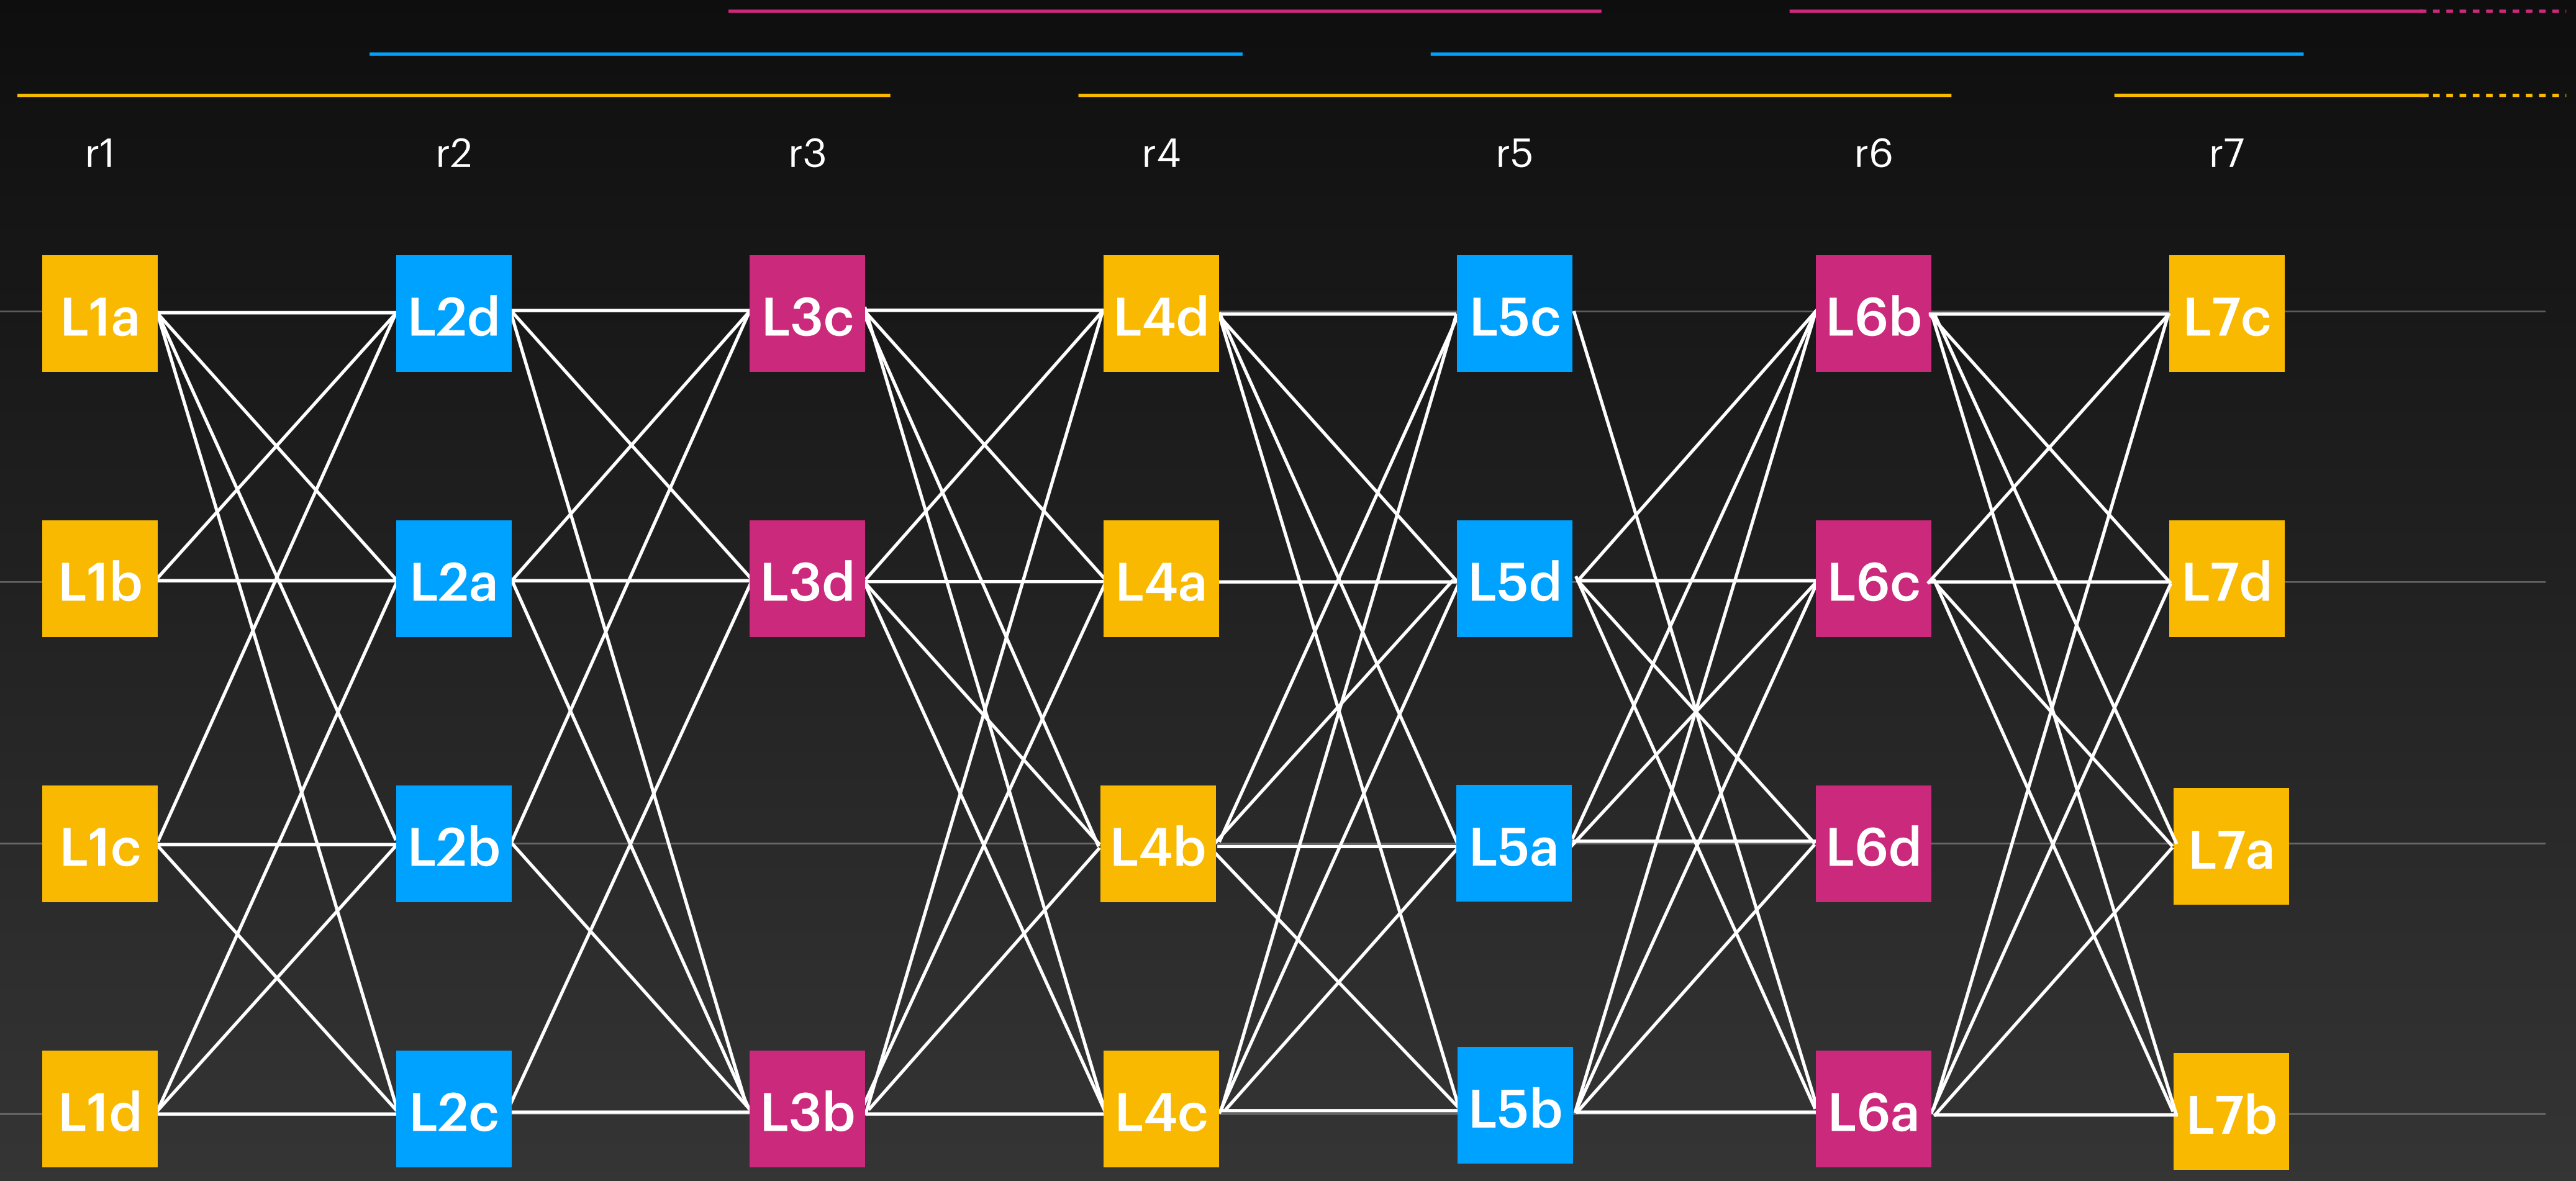 r1 r2 r3 r4 r5 r6 r7
L1a L2d L3c L4d L5c L6b L7c
L1b L2a L3d L4a L5d L6c L7d
L1c L2b L4b L5a L6d L7a
L1d L2c L3b L4c L5b L6a L7b